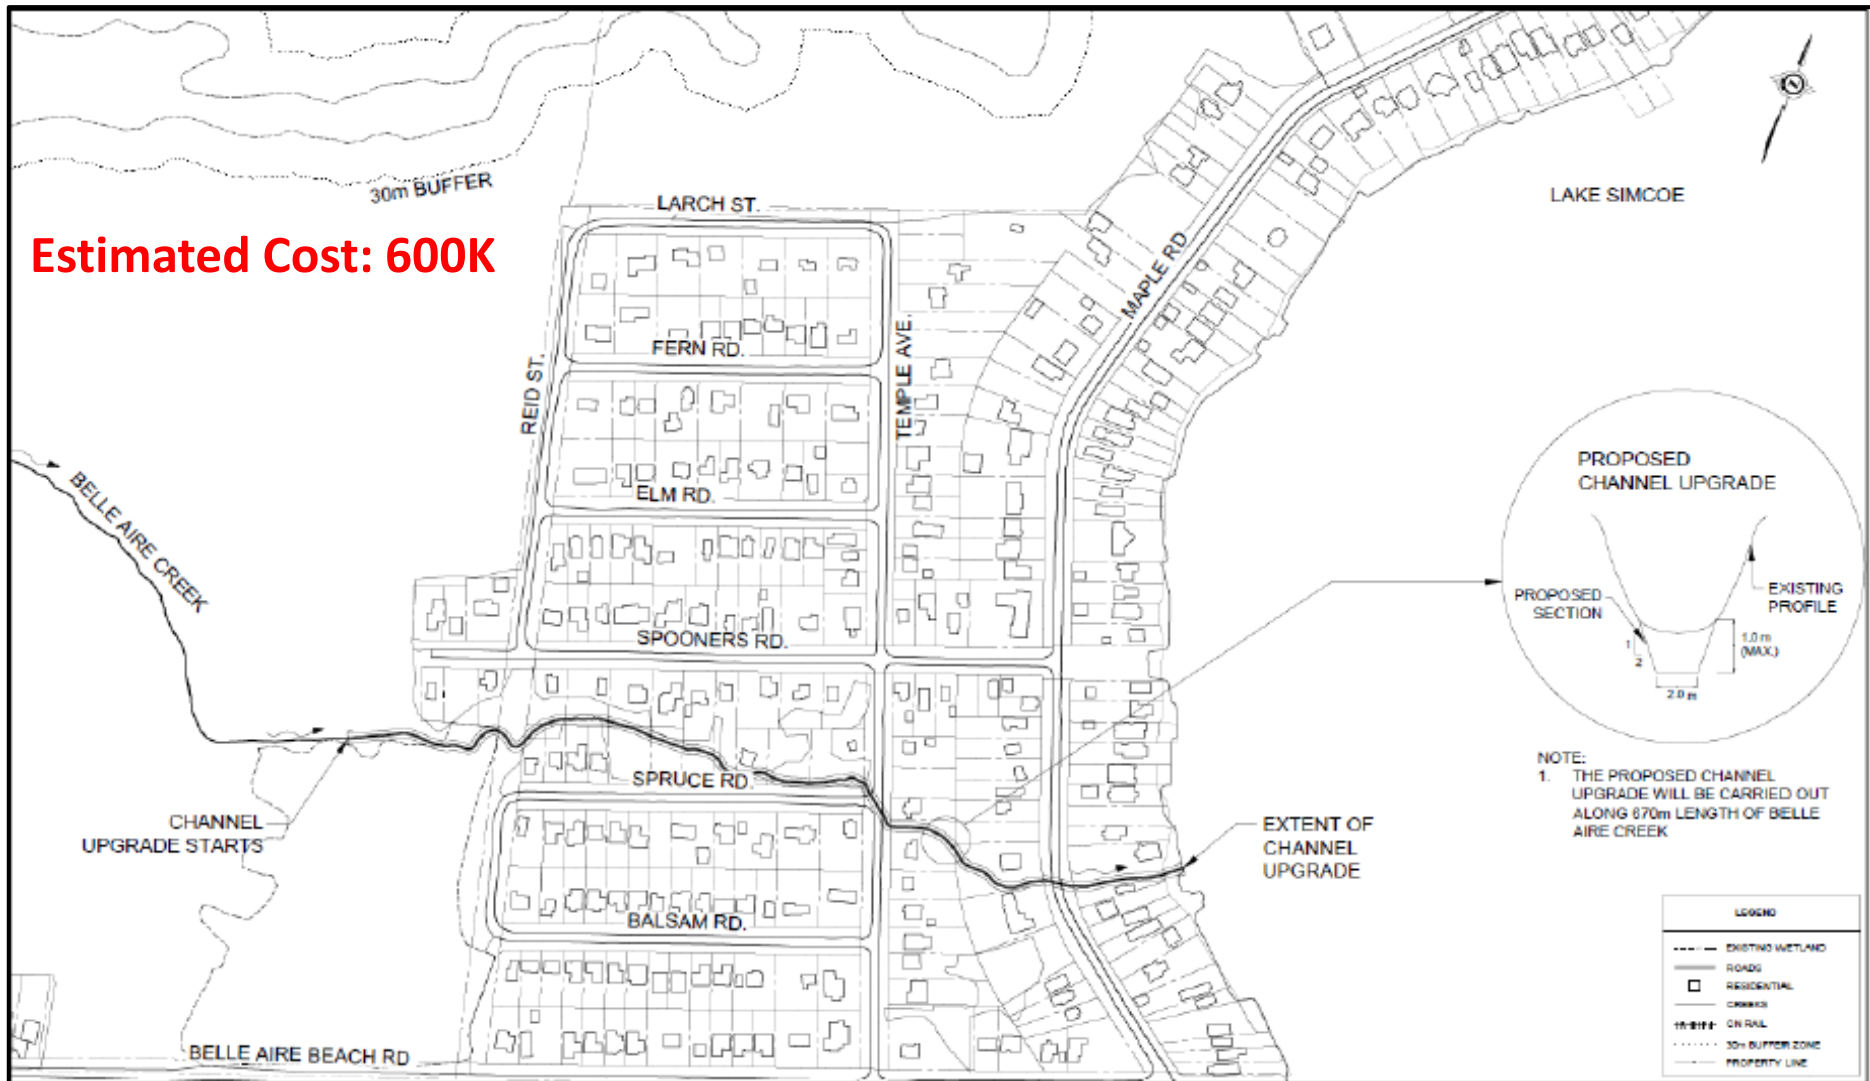 30m BUFFER
LARCH ST.
LAKE SIMCOE
Estimated Cost: 600K
MAPLE RD
FERN RD.
TEMPLE AVE.
REID ST.
ELM RD.
BELLE AIRE CREEK
PROPOSED
CHANNEL UPGRADE
PROPOSED
SECTION
EXISTING
PROFILE
1
2
1.0 m
(MAX.)
2.0 m
SPOONERS RD.
SPRUCE RD.
NOTE:
1. THE PROPOSED CHANNEL
UPGRADE WILL BE CARRIED OUT
ALONG 670m LENGTH OF BELLE
AIRE CREEK
CHANNEL
UPGRADE STARTS
EXTENT OF
CHANNEL
UPGRADE
BALSAM RD.
BELLE AIRE BEACH RD
LEGEND
EXISTING WETLAND
ROADS
RESIDENTIAL
CREEKS
CN RAIL
30m BUFFER ZONE
PROPERTY LINE